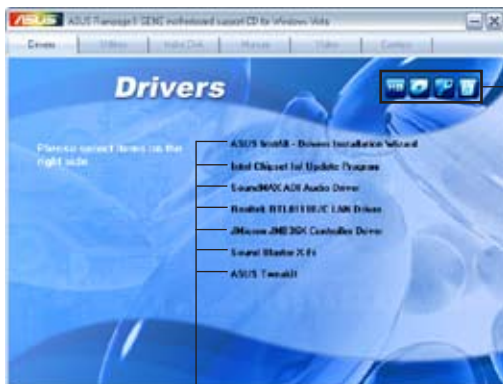 ASUS ASUS Rampage II GENE motherboard support CD for Windows Vista
Drivers Utilities Make Disk Manual Video Contact
Drivers
Please select items on the
right side
ASUS InstAll - Drivers Installation Wizard
Intel Chipset Inf Update Program
SoundMAX ADI Audio Driver
Realtek LAN Driver
JMicron JMB36X Controller Driver
Sound Blaster X-Fi
ASUS TweakIt